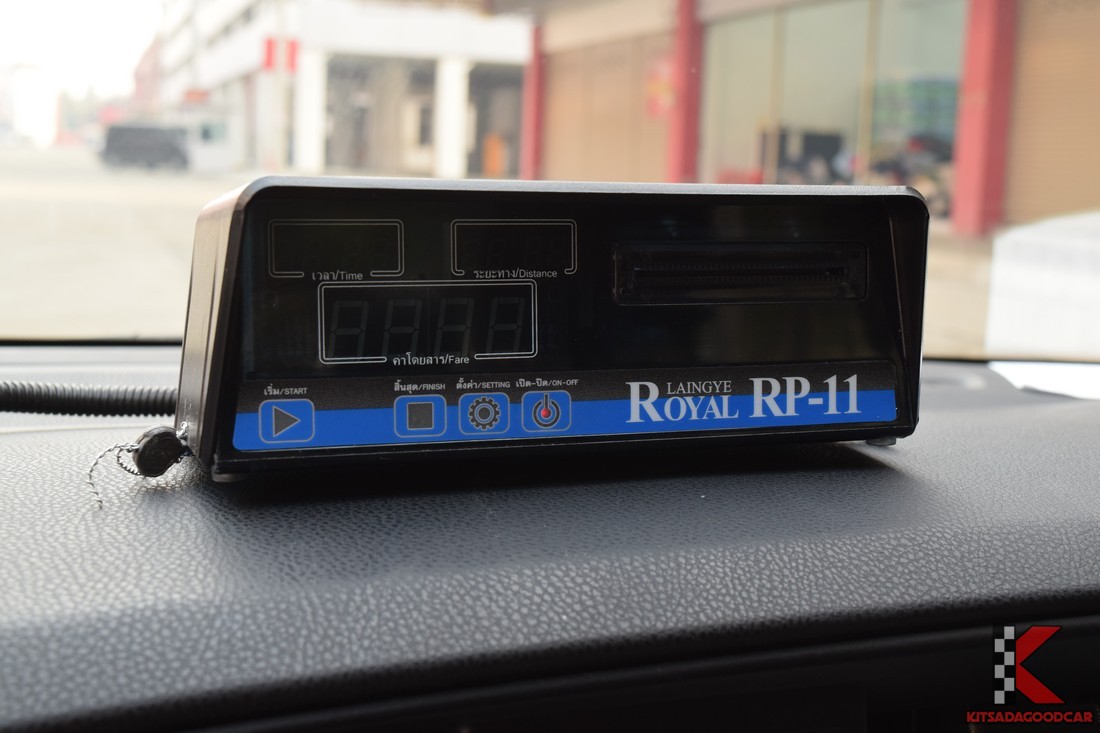 เวลา/Time
ระยะทาง/Distance
ค่าโดยสาร/Fare
เริ่ม/START
สิ้นสุด/FINISH
ตั้งค่า/SETTING
เปิด-ปิด/ON-OFF
LAINGYE
ROYAL RP-11
KITSADAGOODCAR